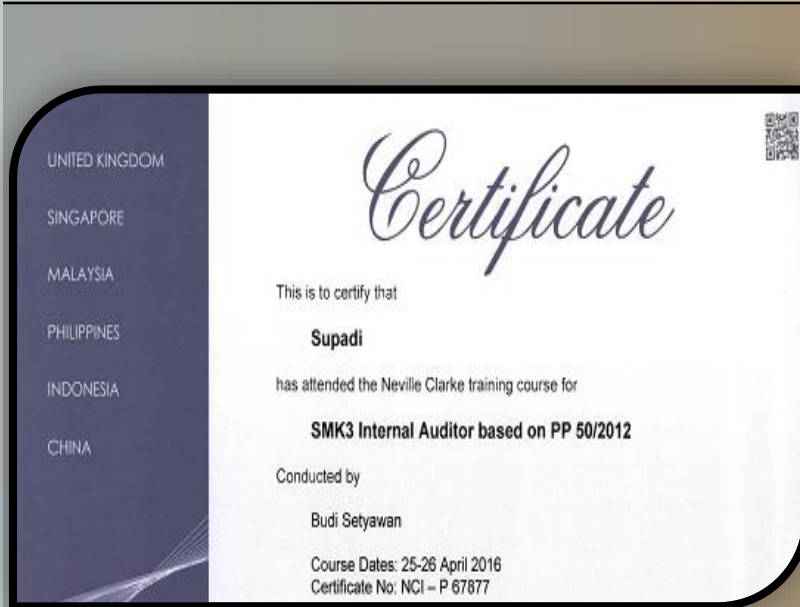 UNITED KINGDOM
SINGAPORE
MALAYSIA
PHILIPPINES
INDONESIA
CHINA
Certificate
This is to certify that
Supadi
has attended the Neville Clarke training course for
SMK3 Internal Auditor based on PP 50/2012
Conducted by
Budi Setyawan
Course Dates: 25-26 April 2016
Certificate No: NCI – P 67877